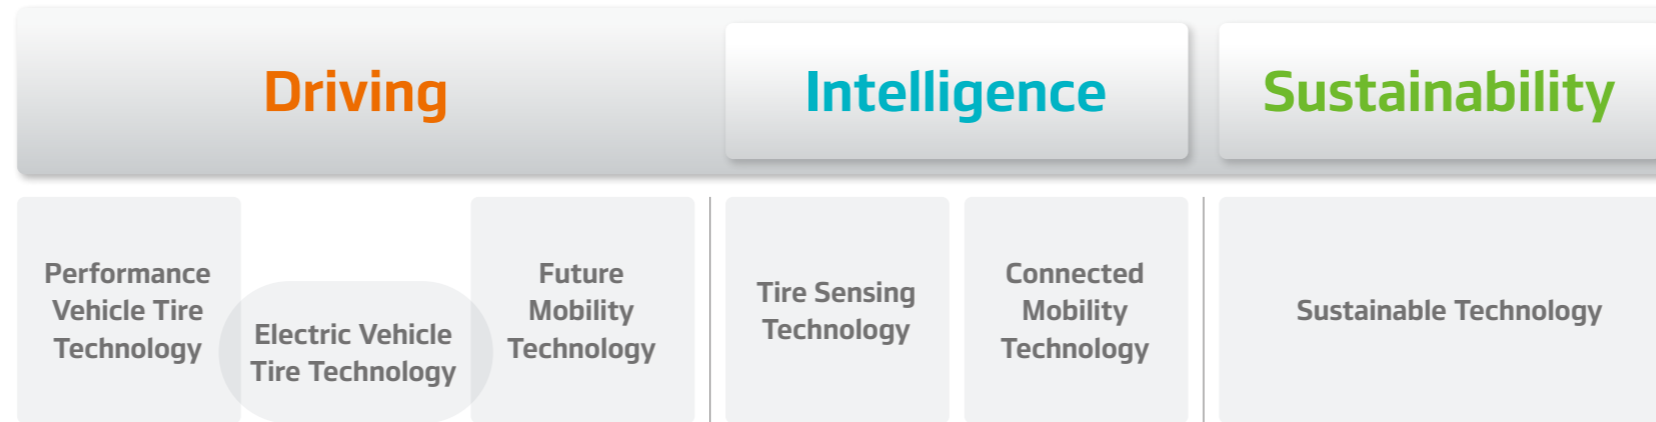 Driving
Intelligence
Sustainability
Performance
Vehicle Tire
Technology
Electric Vehicle
Tire Technology
Future
Mobility
Technology
Tire Sensing
Technology
Connected
Mobility
Technology
Sustainable Technology